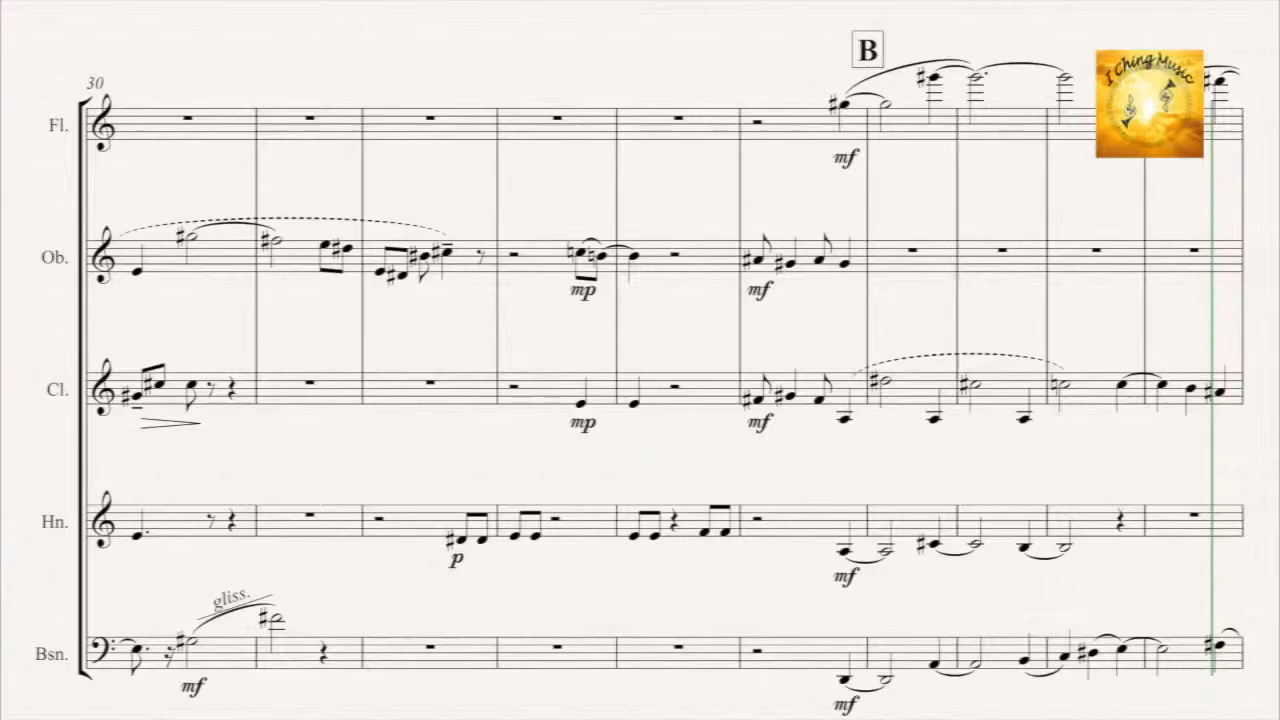 B
I Ching Music
30
Fl.
mf
Ob.
mp
mf
Cl.
mp
mf
Hn.
p
mf
gliss.
Bsn.
mf
mf